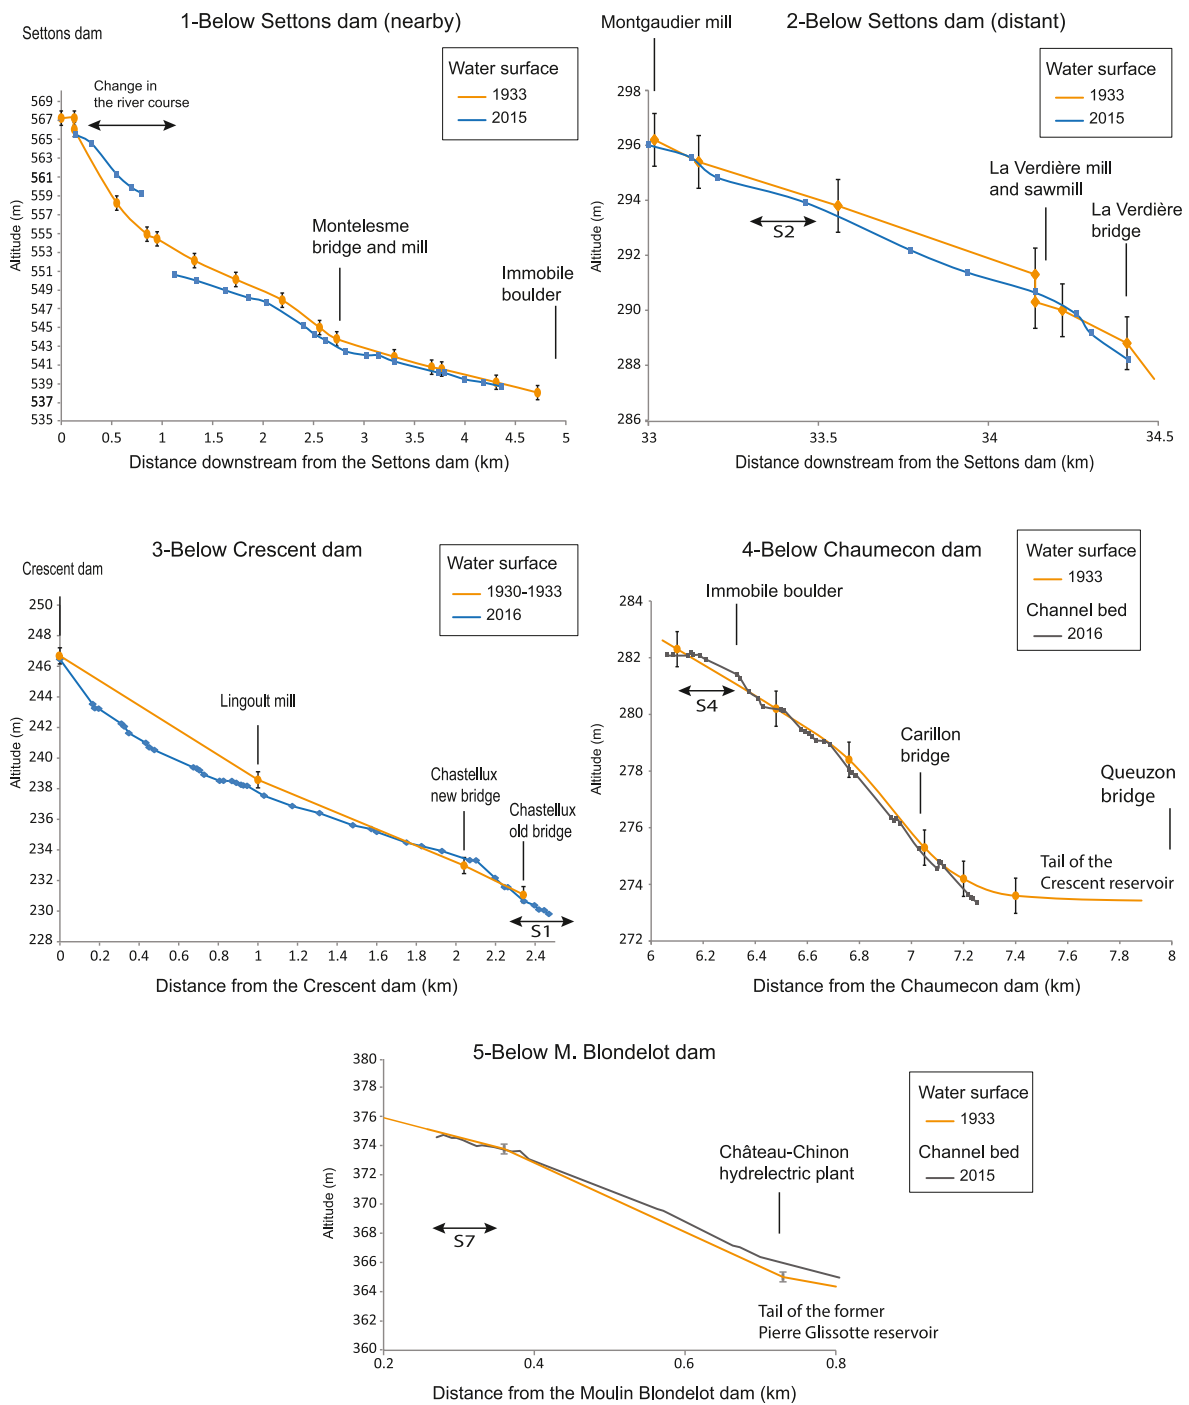 1-Below Settons dam (nearby)
Settons dam
Change in
the river course
Water surface
1933
2015
Montelesme
bridge and mill
Immobile
boulder
Altitude (m)
569
567
565
563
561
559
557
555
553
551
549
547
545
543
541
539
537
535
0
0.5
1
1.5
2
2.5
3
3.5
4
4.5
5
Distance downstream from the Settons dam (km)
Montgaudier mill
2-Below Settons dam (distant)
Water surface
1933
2015
La Verdière mill
and sawmill
La Verdière
bridge
S2
Altitude (m)
298
296
294
292
290
288
286
33
33.5
34
34.5
Distance downstream from the Settons dam (km)
3-Below Crescent dam
Crescent dam
Water surface
1930-1933
2016
Lingoult mill
Chastellux
new bridge
Chastellux
old bridge
S1
Altitude (m)
250
248
246
244
242
240
238
236
234
232
230
228
0
0.2
0.4
0.6
0.8
1
1.2
1.4
1.6
1.8
2
2.2
2.4
Distance from the Crescent dam (km)
4-Below Chaumecon dam
Water surface
1933
Channel bed
2016
Immobile boulder
S4
Carillon
bridge
Queuzon
bridge
Tail of the
Crescent reservoir
Altitude (m)
284
282
280
278
276
274
272
6
6.2
6.4
6.6
6.8
7
7.2
7.4
7.6
7.8
8
Distance from the Chaumecon dam (km)
5-Below M. Blondelot dam
Water surface
1933
Channel bed
2015
Château-Chinon
hydrelectric plant
S7
Tail of the former
Pierre Glissotte reservoir
Altitude (m)
380
378
376
374
372
370
368
366
364
362
360
0.2
0.4
0.6
0.8
Distance from the Moulin Blondelot dam (km)